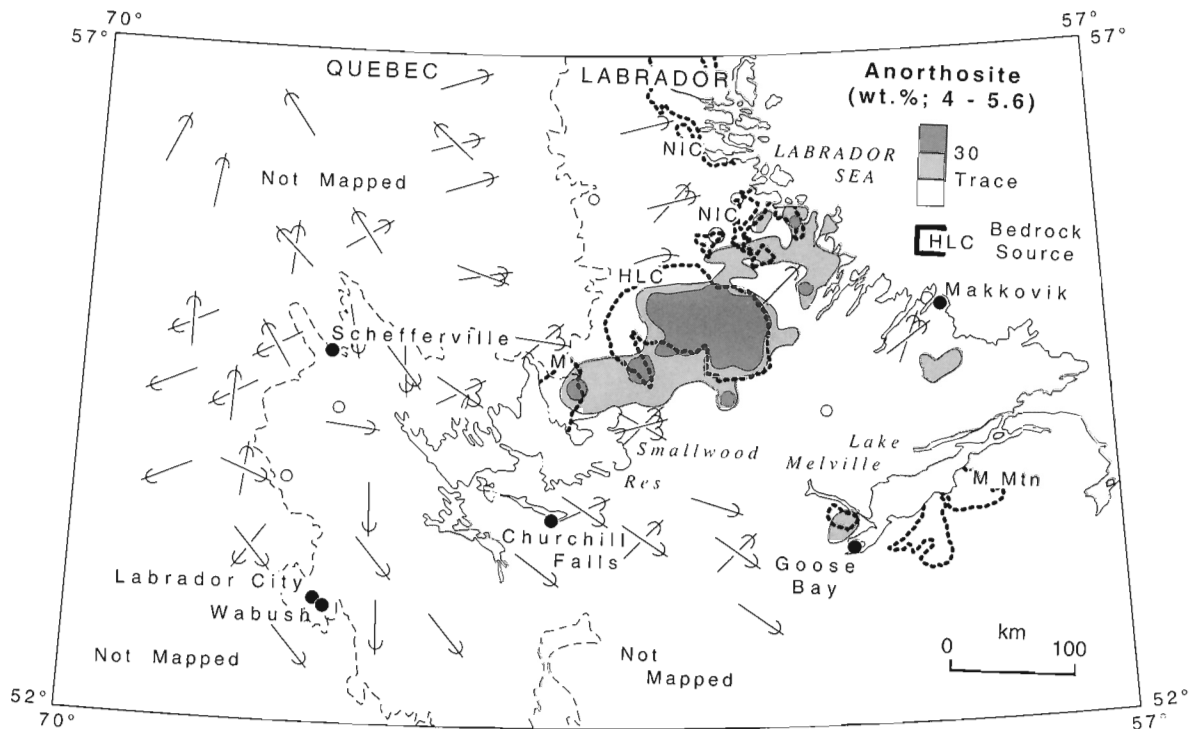 70°
57°
57°
57°
QUEBEC
LABRADOR
Anorthosite
(wt.%; 4 - 5.6)
30
Trace
HLC Bedrock
Source
NIC
LABRADOR
SEA
Not Mapped
NIC
HLC
Makkovik
Schefferville
M
Smallwood
Res
Lake
Melville
M Mtn
Churchill
Falls
Goose
Bay
Labrador City
Wabush
km
0 100
Not Mapped
Not
Mapped
52°
70°
52°
57°